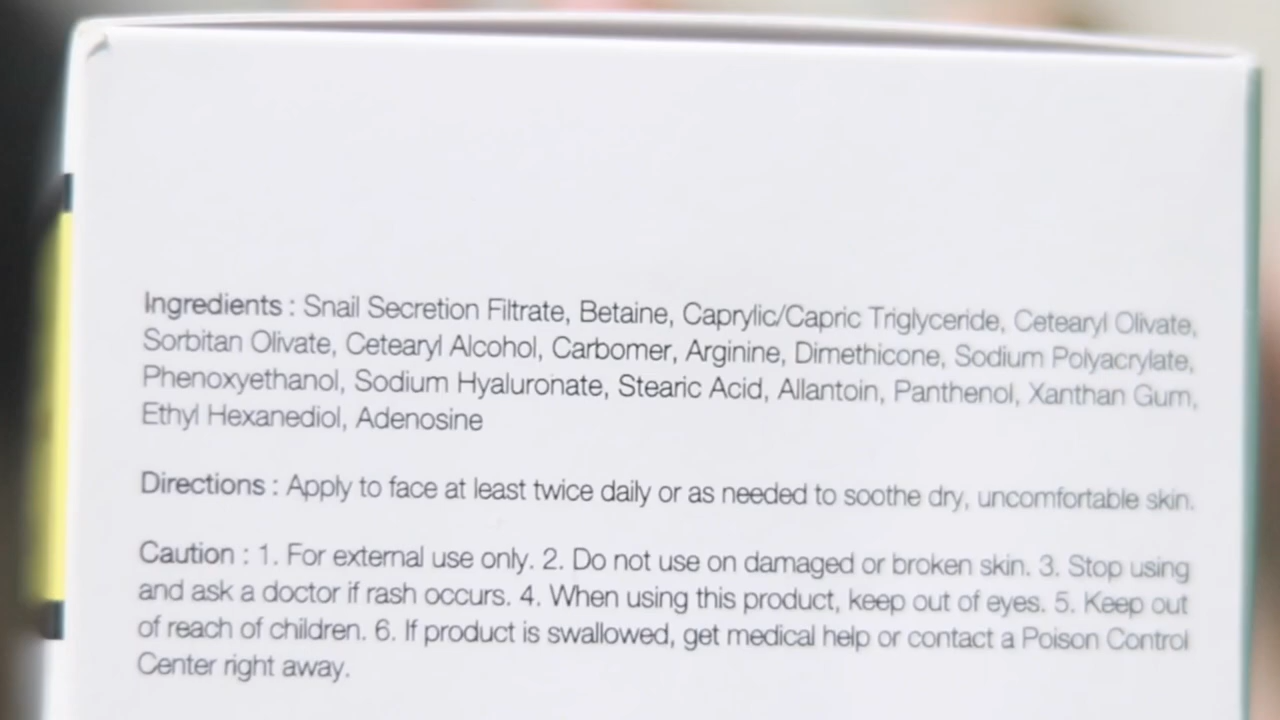 Ingredients : Snail Secretion Filtrate, Betaine, Caprylic/Capric Triglyceride, Cetearyl Olivate,
Sorbitan Olivate, Cetearyl Alcohol, Carbomer, Arginine, Dimethicone, Sodium Polyacrylate,
Phenoxyethanol, Sodium Hyaluronate, Stearic Acid, Allantoin, Panthenol, Xanthan Gum,
Ethyl Hexanediol, Adenosine
Directions : Apply to face at least twice daily or as needed to soothe dry, uncomfortable skin.
Caution : 1. For external use only. 2. Do not use on damaged or broken skin. 3. Stop using
and ask a doctor if rash occurs. 4. When using this product, keep out of eyes. 5. Keep out
of reach of children. 6. If product is swallowed, get medical help or contact a Poison Control
Center right away.